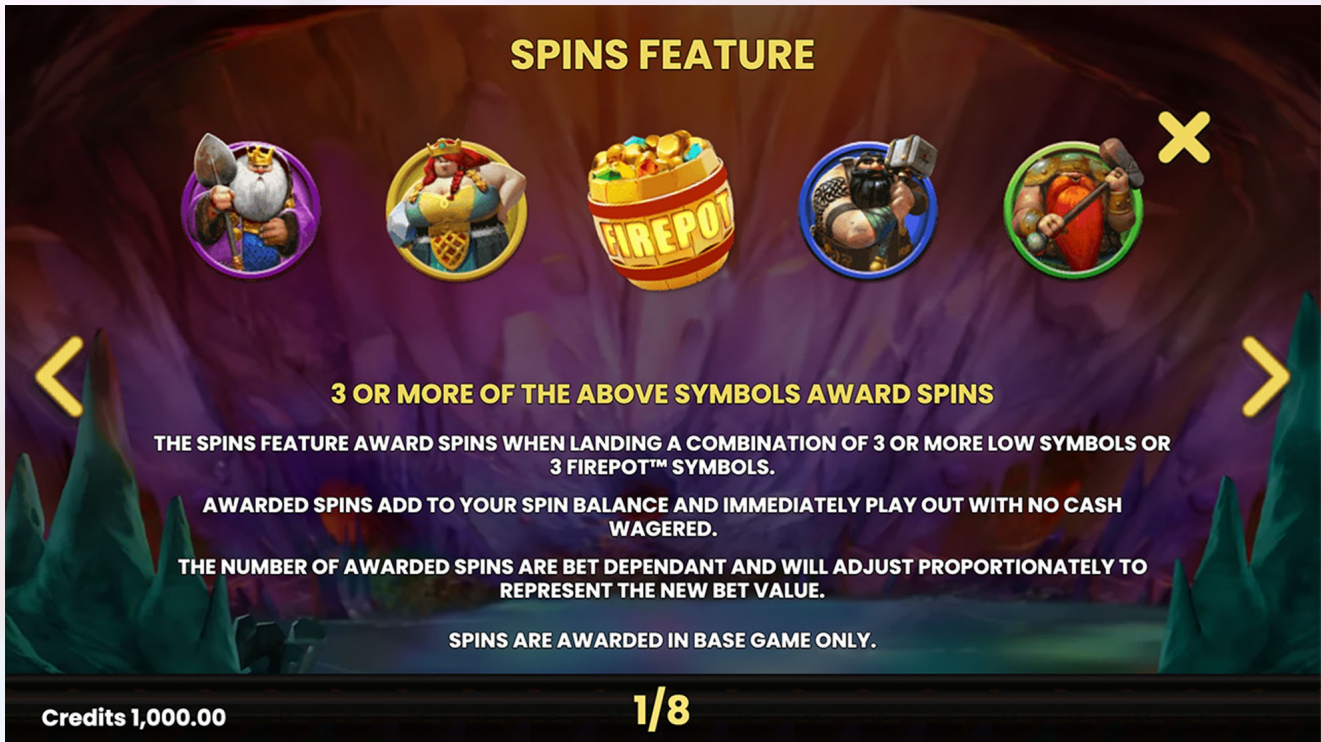 SPINS FEATURE
FIREPOT
3 OR MORE OF THE ABOVE SYMBOLS AWARD SPINS
THE SPINS FEATURE AWARD SPINS WHEN LANDING A COMBINATION OF 3 OR MORE LOW SYMBOLS OR
3 FIREPOT™ SYMBOLS.
AWARDED SPINS ADD TO YOUR SPIN BALANCE AND IMMEDIATELY PLAY OUT WITH NO CASH
WAGERED.
THE NUMBER OF AWARDED SPINS ARE BET DEPENDANT AND WILL ADJUST PROPORTIONATELY TO
REPRESENT THE NEW BET VALUE.
SPINS ARE AWARDED IN BASE GAME ONLY.
Credits 1,000.00
1/8